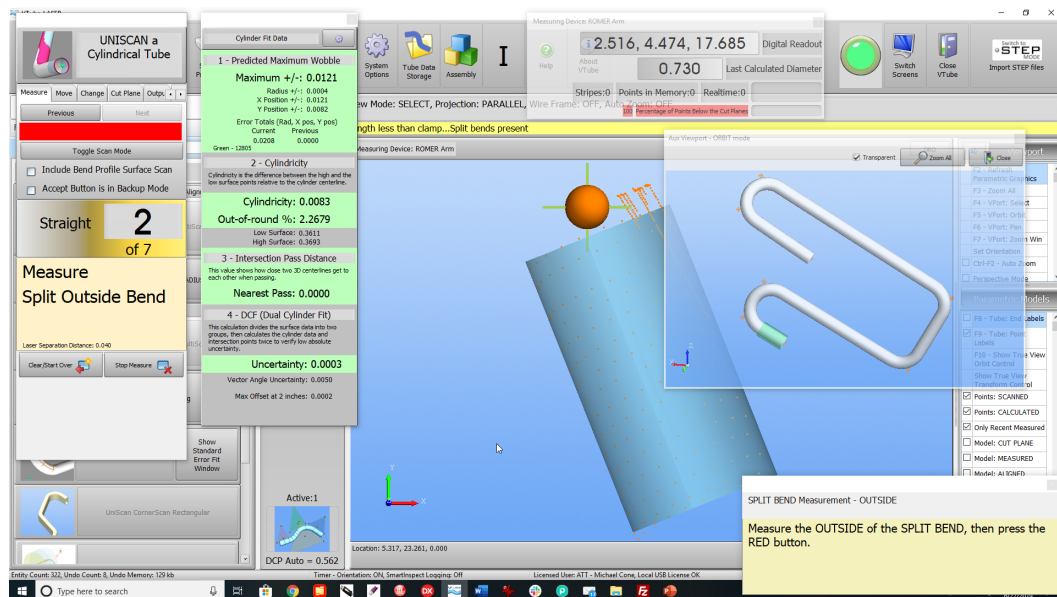 UNISCAN a
Cylindrical Tube
Measure
Move
Change
Cut Plane
Previous
Next
Toggle Scan Mode
Include Bend Profile Surface Scan
Accept Button is in Backup Mode
Straight
2
of 7
Measure
Split Outside Bend
Laser Separation Distance: 0.040
Clear/Start Over
Stop Measure
Cylinder Fit Data
1 - Predicted Maximum Wobble
Maximum +/-: 0.0121
Radius +/-: 0.0004
X Position +/-: 0.0121
Y Position +/-: 0.0082
Error Totals (Rad, X pos, Y pos)
Current Previous
0.0208 0.0000
Green - 12805
2 - Cylindricity
Cylindricity is the difference between the high and the
low surface points relative to the cylinder centerline.
Cylindricity: 0.0083
Out-of-round %: 2.2679
Low Surface: 0.3611
High Surface: 0.3693
3 - Intersection Pass Distance
This value shows how close two 3D centerlines get to
each other when passing.
Nearest Pass: 0.0000
4 - DCF (Dual Cylinder Fit)
This calculation divides the surface data into two
groups, then calculates the cylinder data and
intersection points twice to verify low absolute
uncertainty.
Uncertainty: 0.0003
Vector Angle Uncertainty: 0.0050
Max Offset at 2 inches: 0.0002
System
Options
Tube Data
Storage
Assembly
I
Measuring Device: ROMER Arm
Help
About
VTube
2.516, 4.474, 17.685
Digital Readout
0.730
Last Calculated Diameter
Stripes:0
Points in Memory:0
Realtime:0
100 Percentage of Points Below the Cut Planes
Switch
Screens
Close
VTube
Switch to
STEP
MODE
Import STEP files
ew Mode: SELECT, Projection: PARALLEL, Wire Frame: OFF, Auto Zoom: OFF
ngth less than clamp...Split bends present
Measuring Device: ROMER Arm
Aux Viewport - ORBIT mode
Transparent
Zoom All
Close
F2 - Refresh
Parametric Graphics
F3 - Zoom All
F4 - VPort: Select
F5 - VPort: Orbit
F6 - VPort: Pan
F7 - VPort: Zoom Win
Set Orientation
Ctrl-F2 - Auto Zoom
Perspective Mode
Parametric Models
F8 - Tube: End Labels
F9 - Tube: Point
Labels
F10 - Show True View
Orbit Control
Show True View
Transform Control
Points: SCANNED
Points: CALCULATED
Only Recent Measured
Model: CUT PLANE
Model: MEASURED
Model: ALIGNED
Show
Standard
Error Fit
Window
UniScan CornerScan Rectangular
Active:1
DCP Auto = 0.562
Y
X
Location: 5.317, 23.261, 0.000
SPLIT BEND Measurement - OUTSIDE
Measure the OUTSIDE of the SPLIT BEND, then press the
RED button.
Entity Count: 322, Undo Count: 8, Undo Memory: 129 kb
Timer - Orientation: ON, SmartInspect Logging: Off
Licensed User: ATT - Michael Cone, Local USB License OK
Type here to search